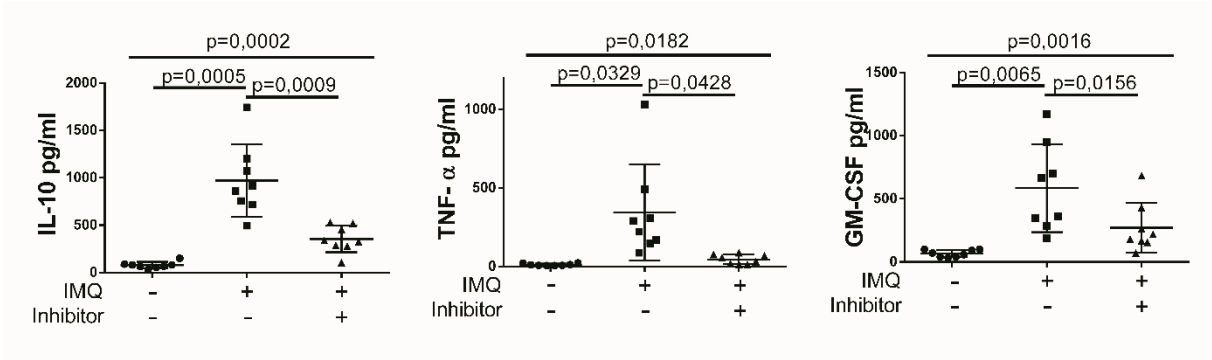 p=0,0002
p=0,0005 p=0,0009
2000
1500
1000
500
0
IL-10 pg/ml
IMQ - + +
Inhibitor - - +
p=0,0182
p=0,0329 p=0,0428
1000
500
0
TNF- α pg/ml
IMQ - + +
Inhibitor - - +
p=0,0016
p=0,0065 p=0,0156
1500
1000
500
0
GM-CSF pg/ml
IMQ - + +
Inhibitor - - +